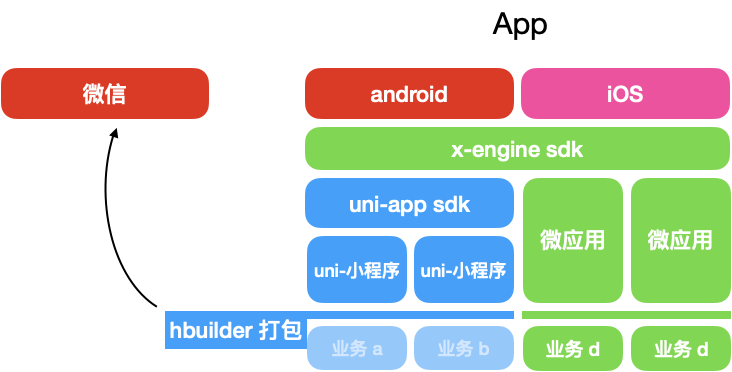 App
微信
android
iOS
x-engine sdk
uni-app sdk
微应用
微应用
uni-小程序
uni-小程序
hbuilder 打包
业务 a
业务 b
业务 d
业务 d